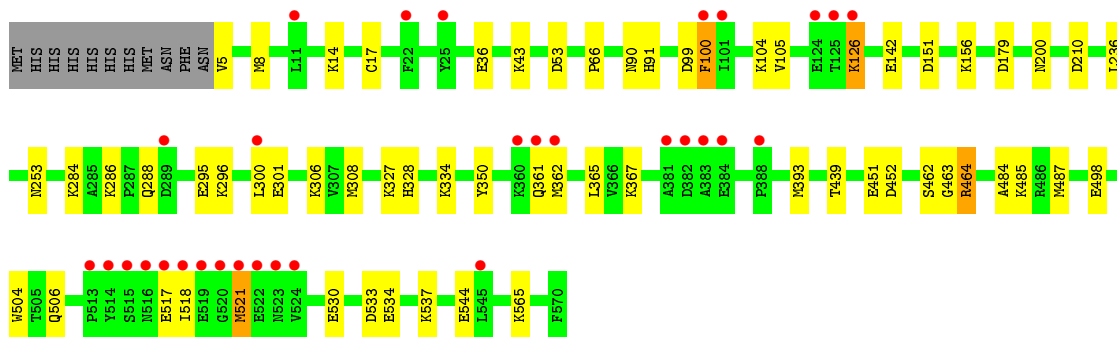 MET HIS HIS HIS HIS HIS HIS MET ASN PHE ASN V5 M8 L11 K14 C17 F22 Y25 E36 K43 D53 P66 N90 H91 D99 F100 I101 K104 V105 E124 T125 K126 E142 D151 K156 D179 N200 D210 L236
N253 K284 A285 K286 P287 Q288 D289 E295 K296 L300 E301 K306 V307 M308 K327 H328 K334 Y350 K360 Q361 M362 L365 V366 K367 A381 D382 A383 E384 P388 M393 T439 E451 D452 S462 G463 R464 A484 K485 R486 M487 E498
W504 T505 Q506 P513 Y514 S515 N516 E517 I518 E519 G520 M521 E522 N523 V524 E530 D533 E534 K537 E544 L545 K565 F570